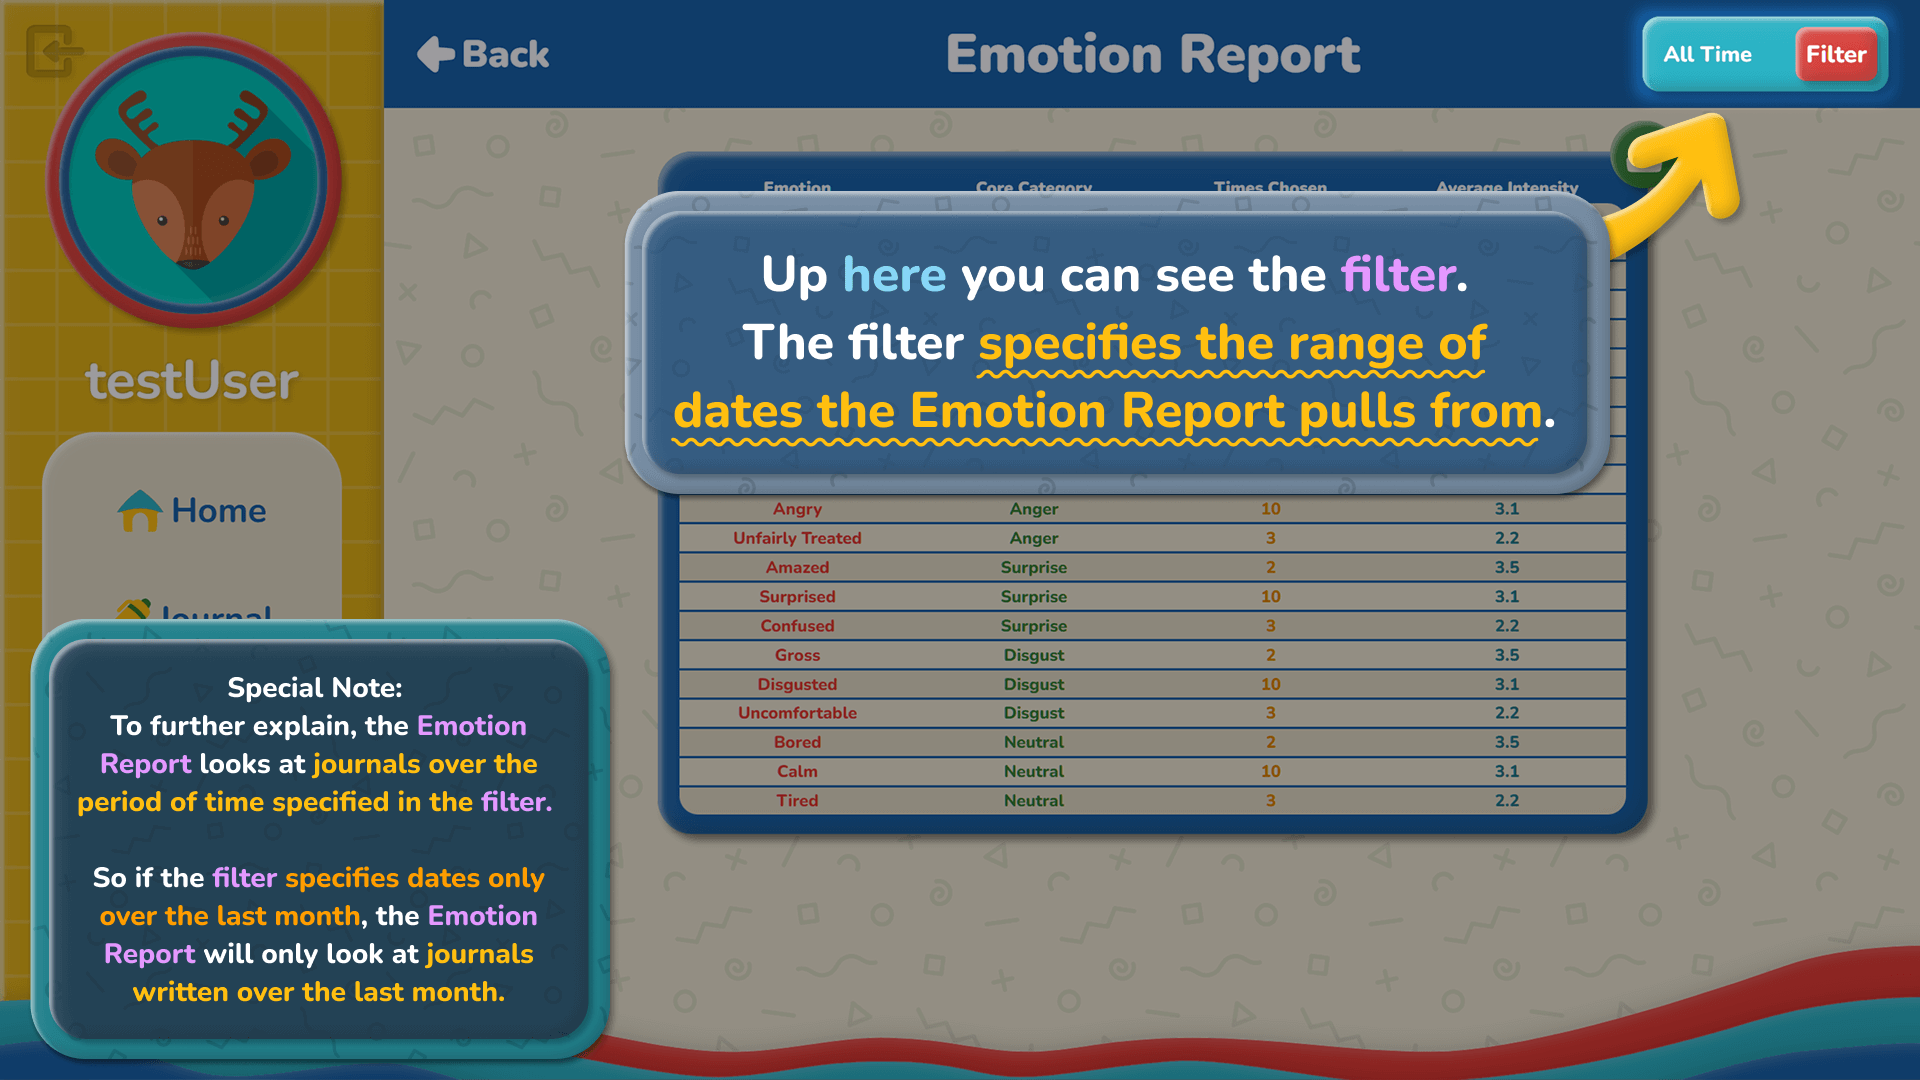 Back
Emotion Report
All Time
Filter
testUser
Home
Journal
Emotion Core Category Times Chosen Average Intensity
Up here you can see the filter.
The filter specifies the range of
dates the Emotion Report pulls from.
Angry Anger 10 3.1
Unfairly Treated Anger 3 2.2
Amazed Surprise 2 3.5
Surprised Surprise 10 3.1
Confused Surprise 3 2.2
Gross Disgust 2 3.5
Disgusted Disgust 10 3.1
Uncomfortable Disgust 3 2.2
Bored Neutral 2 3.5
Calm Neutral 10 3.1
Tired Neutral 3 2.2
Special Note:
To further explain, the Emotion
Report looks at journals over the
period of time specified in the filter.
So if the filter specifies dates only
over the last month, the Emotion
Report will only look at journals
written over the last month.